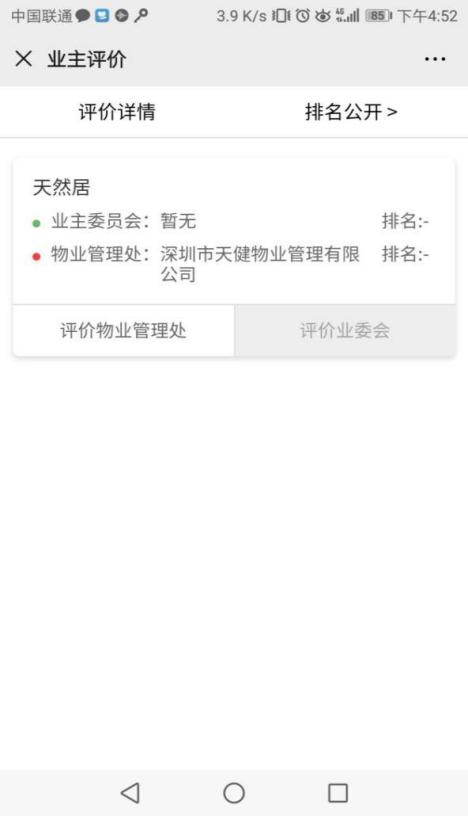 中国联通 3.9 K/s 4G 85 下午4:52
业主评价
评价详情 排名公开 >
天然居
业主委员会：暂无 排名:-
物业管理处：深圳市天健物业管理有限 排名:-
公司
评价物业管理处 评价业委会